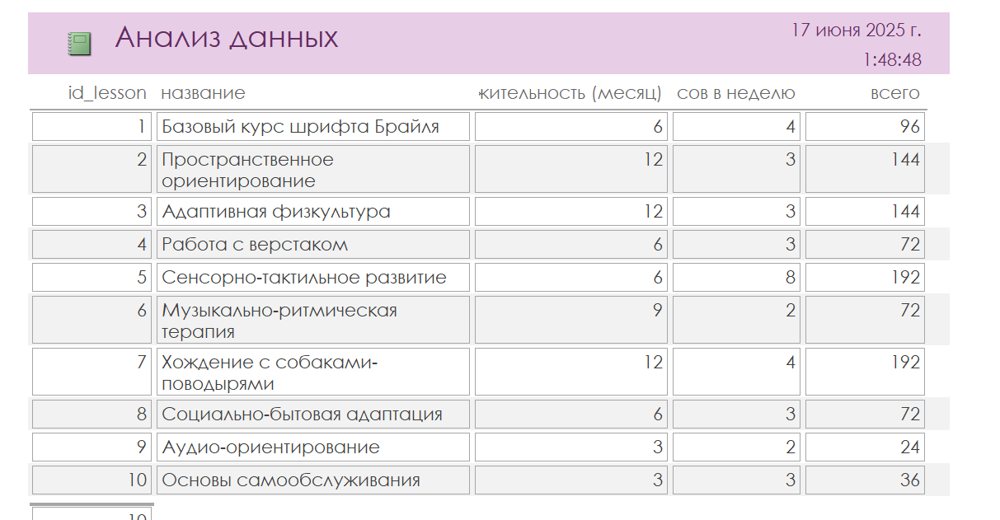 Анализ данных
17 июня 2025 г.
1:48:48
id_lesson название жительность (месяц) сов в неделю всего
1 Базовый курс шрифта Брайля 6 4 96
2 Пространственное 12 3 144
ориентирование
3 Адаптивная физкультура 12 3 144
4 Работа с верстаком 6 3 72
5 Сенсорно-тактильное развитие 6 8 192
6 Музыкально-ритмическая 9 2 72
терапия
7 Хождение с собаками- 12 4 192
поводырями
8 Социально-бытовая адаптация 6 3 72
9 Аудио-ориентирование 3 2 24
10 Основы самообслуживания 3 3 36
10